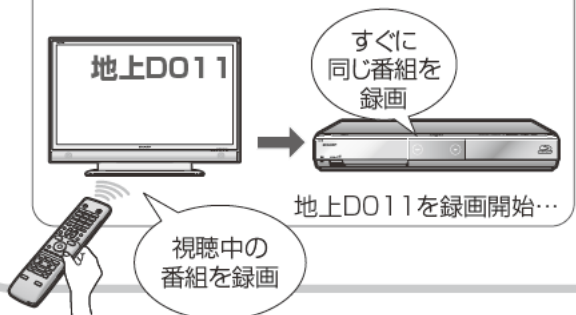 地上D011
すぐに
同じ番組を
録画
地上D011を録画開始…
視聴中の
番組を録画